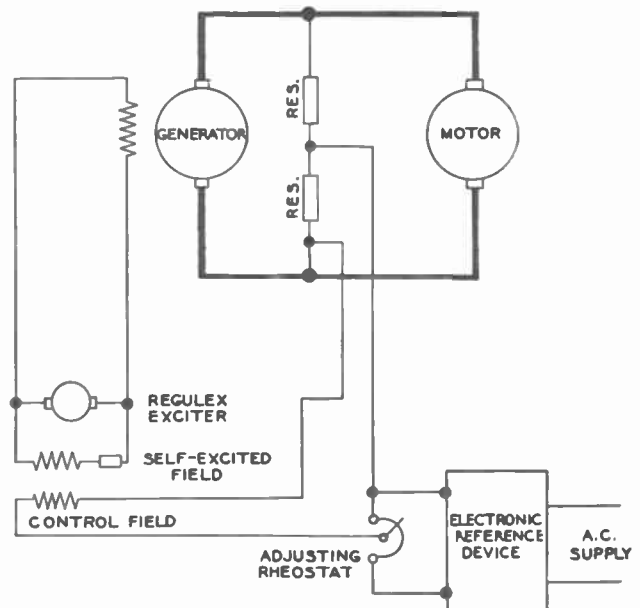 RES.
GENERATOR
MOTOR
RES.
REGULEX
EXCITER
SELF-EXCITED
FIELD
CONTROL FIELD
ADJUSTING
RHEOSTAT
ELECTRONIC
REFERENCE
DEVICE
A.C.
SUPPLY